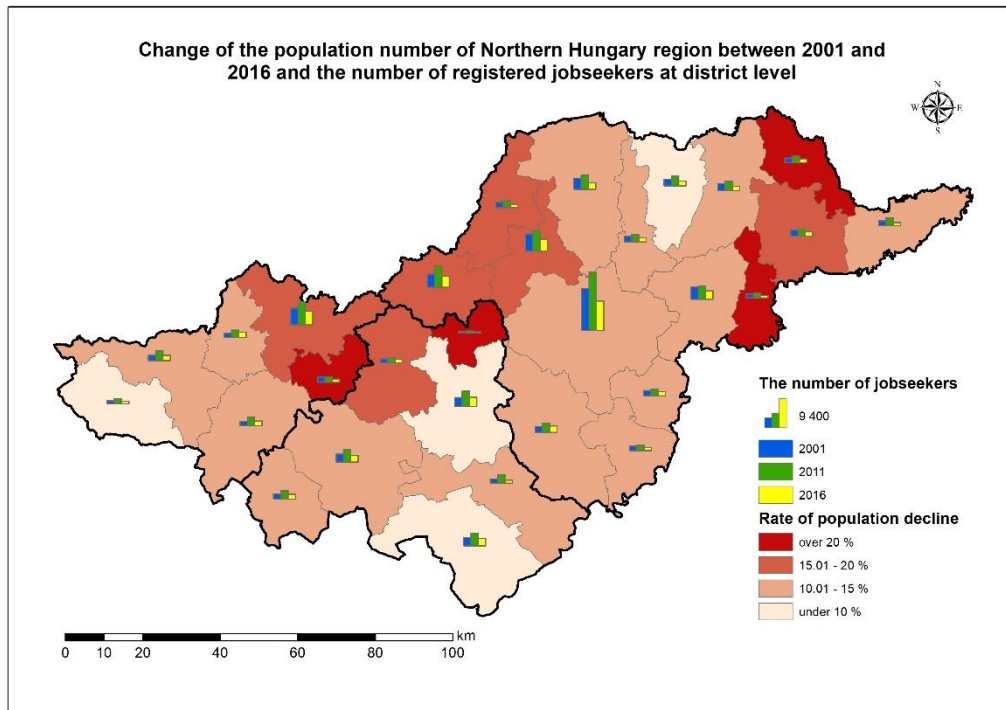 Change of the population number of Northern Hungary region between 2001 and
2016 and the number of registered jobseekers at district level
N
W E
S
The number of jobseekers
9 400
2001
2011
2016
Rate of population decline
over 20 %
15.01 - 20 %
10.01 - 15 %
under 10 %
km
0 10 20 40 60 80 100